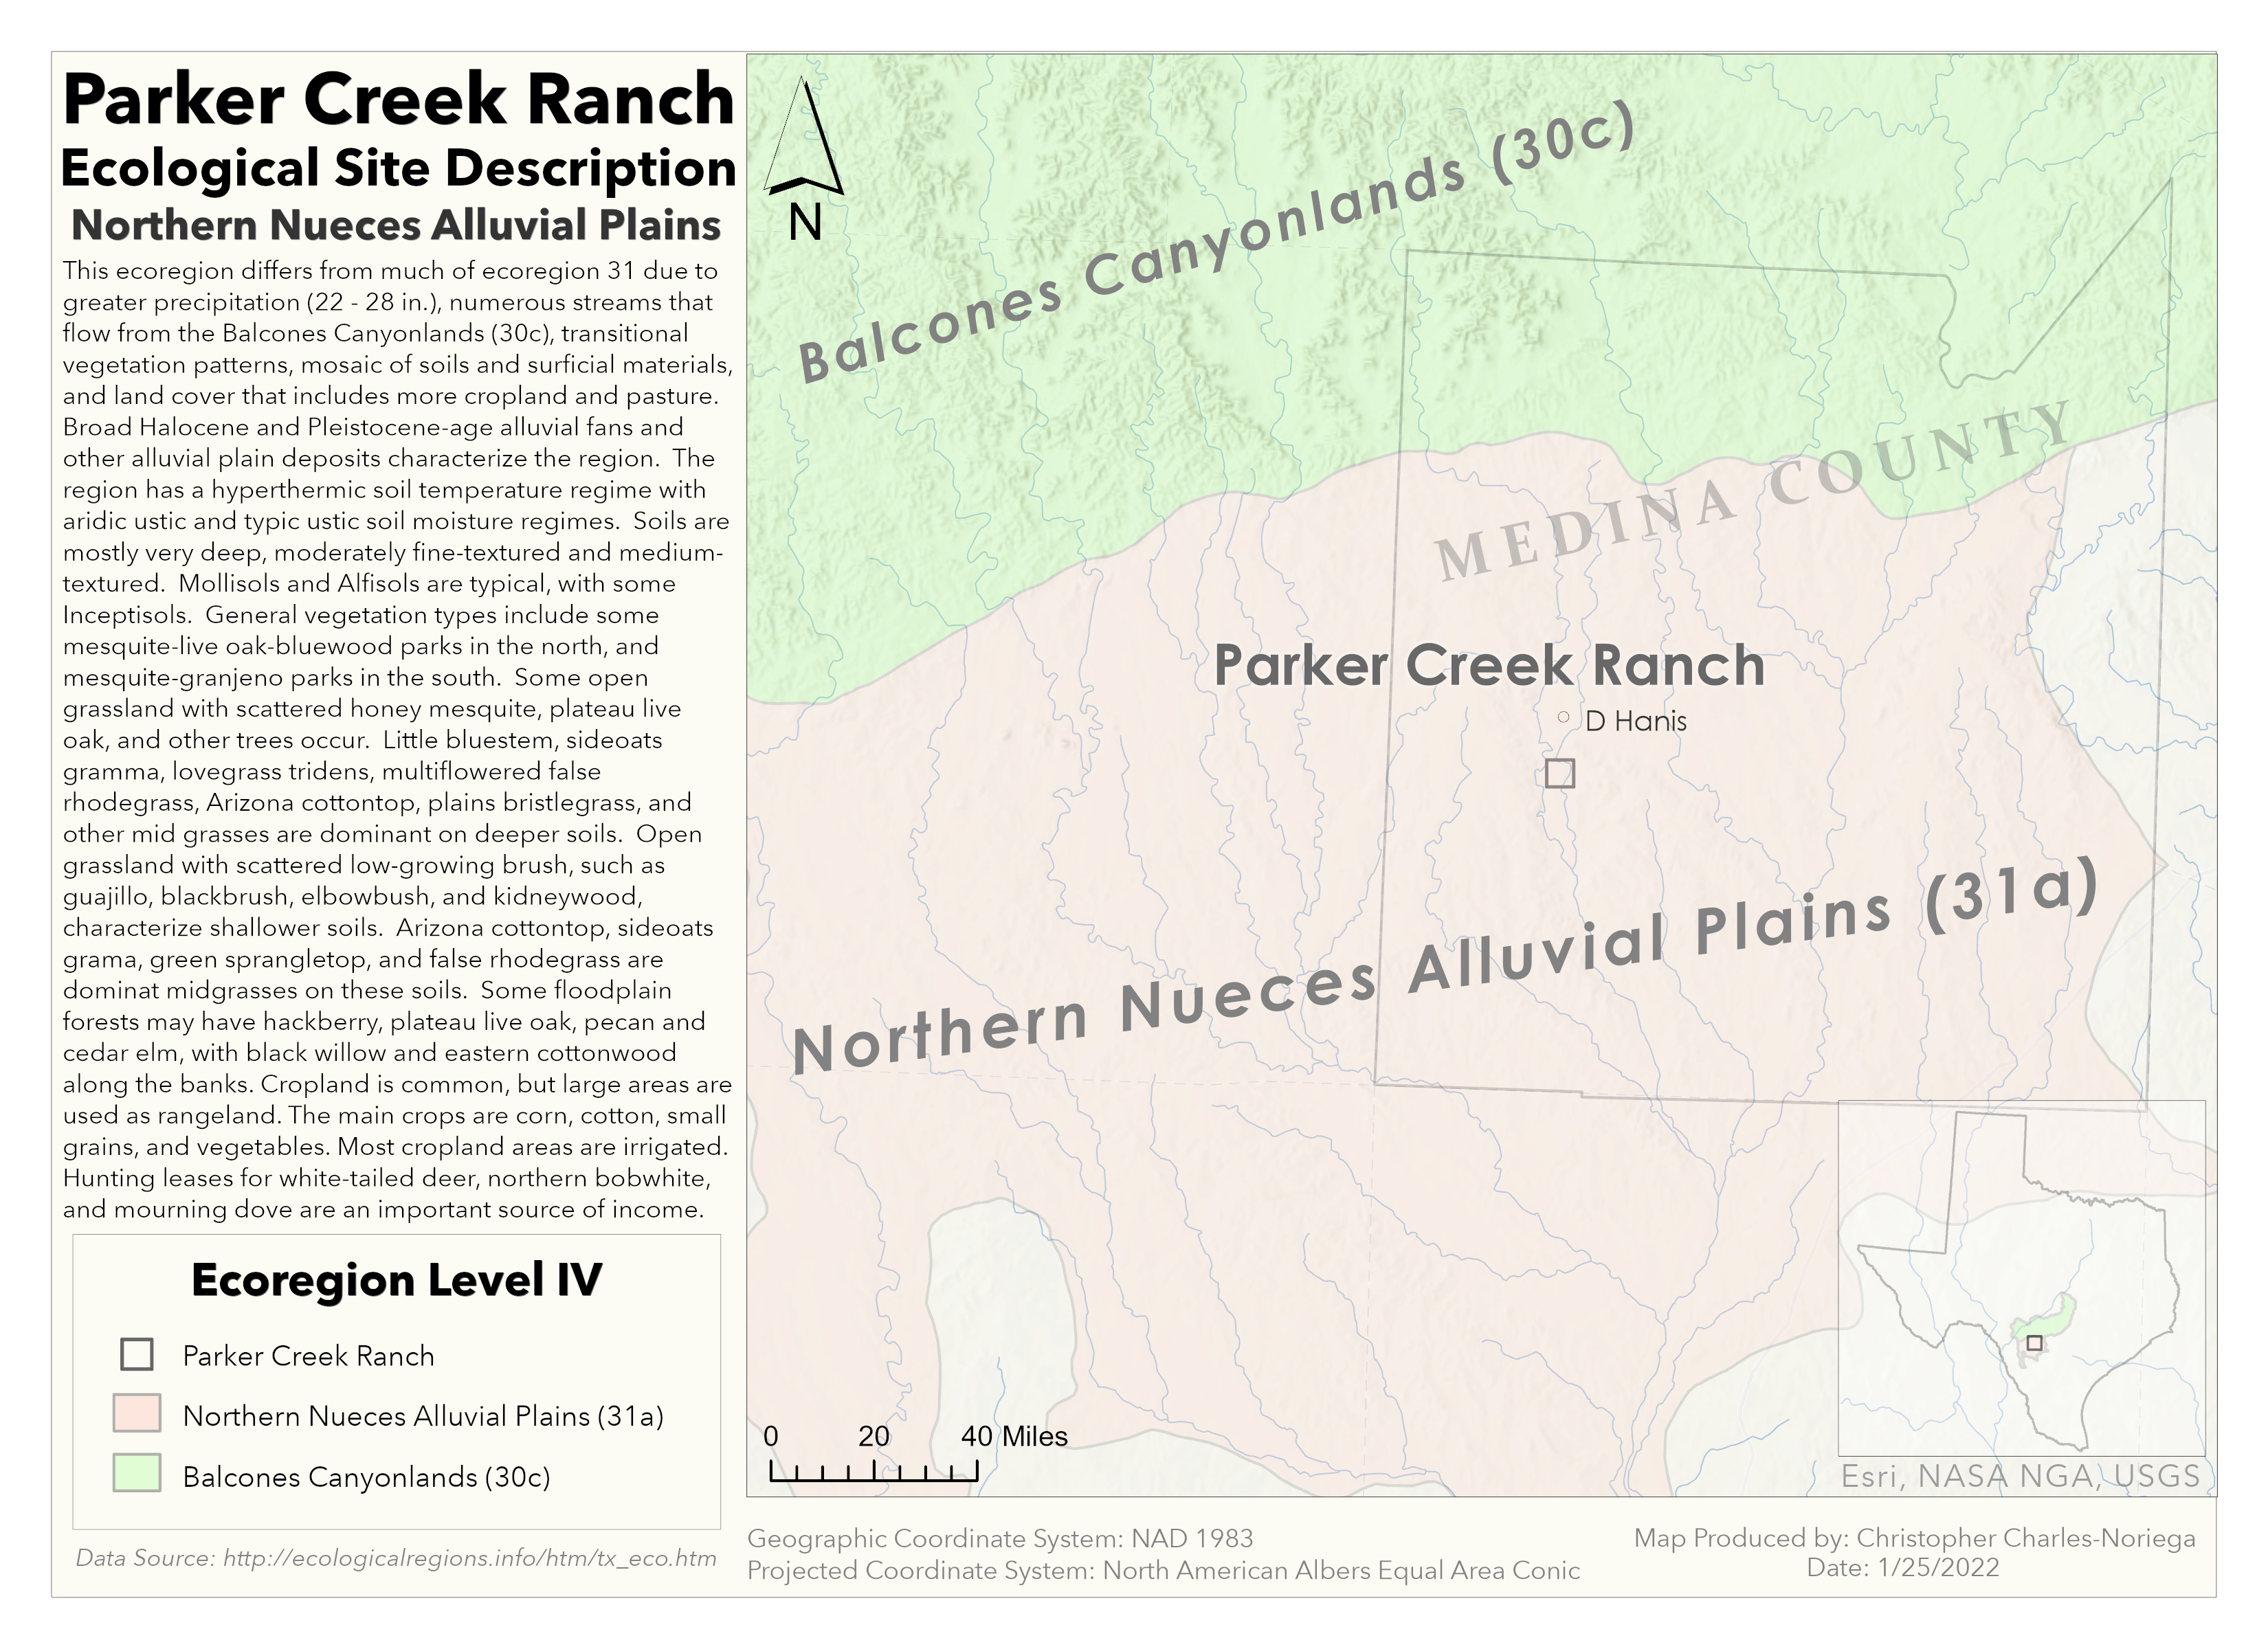 Parker Creek Ranch
Ecological Site Description
Northern Nueces Alluvial Plains
This ecoregion differs from much of ecoregion 31 due to
greater precipitation (22 - 28 in.), numerous streams that
flow from the Balcones Canyonlands (30c), transitional
vegetation patterns, mosaic of soils and surficial materials,
and land cover that includes more cropland and pasture.
Broad Halocene and Pleistocene-age alluvial fans and
other alluvial plain deposits characterize the region.  The
region has a hyperthermic soil temperature regime with
aridic ustic and typic ustic soil moisture regimes.  Soils are
mostly very deep, moderately fine-textured and medium-
textured.  Mollisols and Alfisols are typical, with some
Inceptisols.  General vegetation types include some
mesquite-live oak-bluewood parks in the north, and
mesquite-granjeno parks in the south.  Some open
grassland with scattered honey mesquite, plateau live
oak, and other trees occur.  Little bluestem, sideoats
gramma, lovegrass tridens, multiflowered false
rhodegrass, Arizona cottontop, plains bristlegrass, and
other mid grasses are dominant on deeper soils.  Open
grassland with scattered low-growing brush, such as
guajillo, blackbrush, elbowbush, and kidneywood,
characterize shallower soils.  Arizona cottontop, sideoats
grama, green sprangletop, and false rhodegrass are
dominat midgrasses on these soils.  Some floodplain
forests may have hackberry, plateau live oak, pecan and
cedar elm, with black willow and eastern cottonwood
along the banks. Cropland is common, but large areas are
used as rangeland. The main crops are corn, cotton, small
grains, and vegetables. Most cropland areas are irrigated.
Hunting leases for white-tailed deer, northern bobwhite,
and mourning dove are an important source of income.
Ecoregion Level IV
Parker Creek Ranch
Northern Nueces Alluvial Plains (31a)
Balcones Canyonlands (30c)
Data Source: http://ecologicalregions.info/htm/tx_eco.htm
N
Balcones Canyonlands (30c)
MEDINA COUNTY
Parker Creek Ranch
D Hanis
Northern Nueces Alluvial Plains (31a)
0 20 40 Miles
Esri, NASA NGA, USGS
Geographic Coordinate System: NAD 1983
Projected Coordinate System: North American Albers Equal Area Conic
Map Produced by: Christopher Charles-Noriega
Date: 1/25/2022